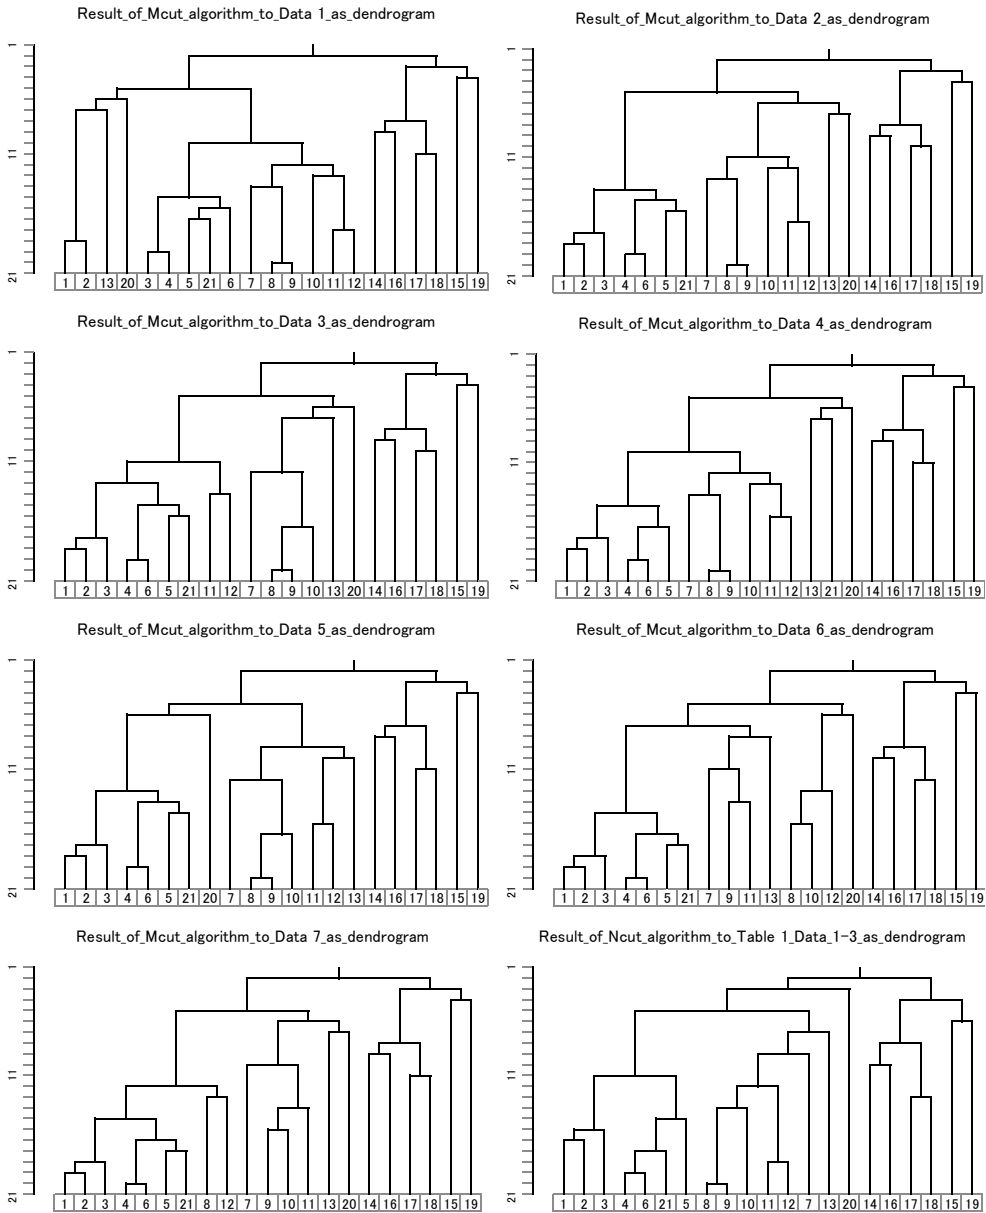 Result_of_Mcut_algorithm_to_Data 1_as_dendrogram
1
11
21
1 2 13 20 3 4 5 21 6 7 8 9 10 11 12 14 16 17 18 15 19
Result_of_Mcut_algorithm_to_Data 2_as_dendrogram
1
11
21
1 2 3 4 6 5 21 7 8 9 10 11 12 13 20 14 16 17 18 15 19
Result_of_Mcut_algorithm_to_Data 3_as_dendrogram
1
11
21
1 2 3 4 6 5 21 11 12 7 8 9 10 13 20 14 16 17 18 15 19
Result_of_Mcut_algorithm_to_Data 4_as_dendrogram
1
11
21
1 2 3 4 6 5 7 8 9 10 11 12 13 21 20 14 16 17 18 15 19
Result_of_Mcut_algorithm_to_Data 5_as_dendrogram
1
11
21
1 2 3 4 6 5 21 20 7 8 9 10 11 12 13 14 16 17 18 15 19
Result_of_Mcut_algorithm_to_Data 6_as_dendrogram
1
11
21
1 2 3 4 6 5 21 7 9 11 13 8 10 12 20 14 16 17 18 15 19
Result_of_Mcut_algorithm_to_Data 7_as_dendrogram
1
11
21
1 2 3 4 6 5 21 8 12 7 9 10 11 13 20 14 16 17 18 15 19
Result_of_Ncut_algorithm_to_Table 1_Data_1-3_as_dendrogram
1
11
21
1 2 3 4 6 21 5 8 9 10 11 12 7 13 20 14 16 17 18 15 19